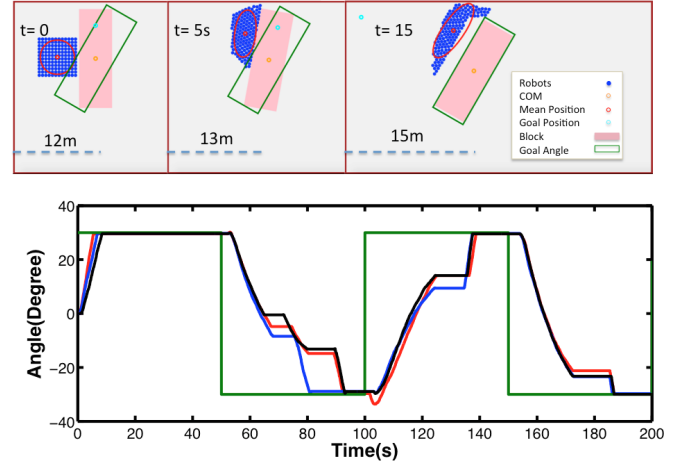 t= 0
t= 5s
t= 15
12m
13m
15m
Robots
COM
Mean Position
Goal Position
Block
Goal Angle
Angle(Degree)
40
20
0
−20
−40
0 20 40 60 80 100 120 140 160 180 200
Time(s)